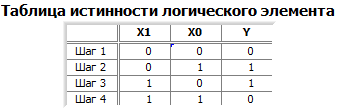 Таблица истинности логического элемента
X1 X0 Y
Шаг 1 0 0 0
Шаг 2 0 1 1
Шаг 3 1 0 1
Шаг 4 1 1 0